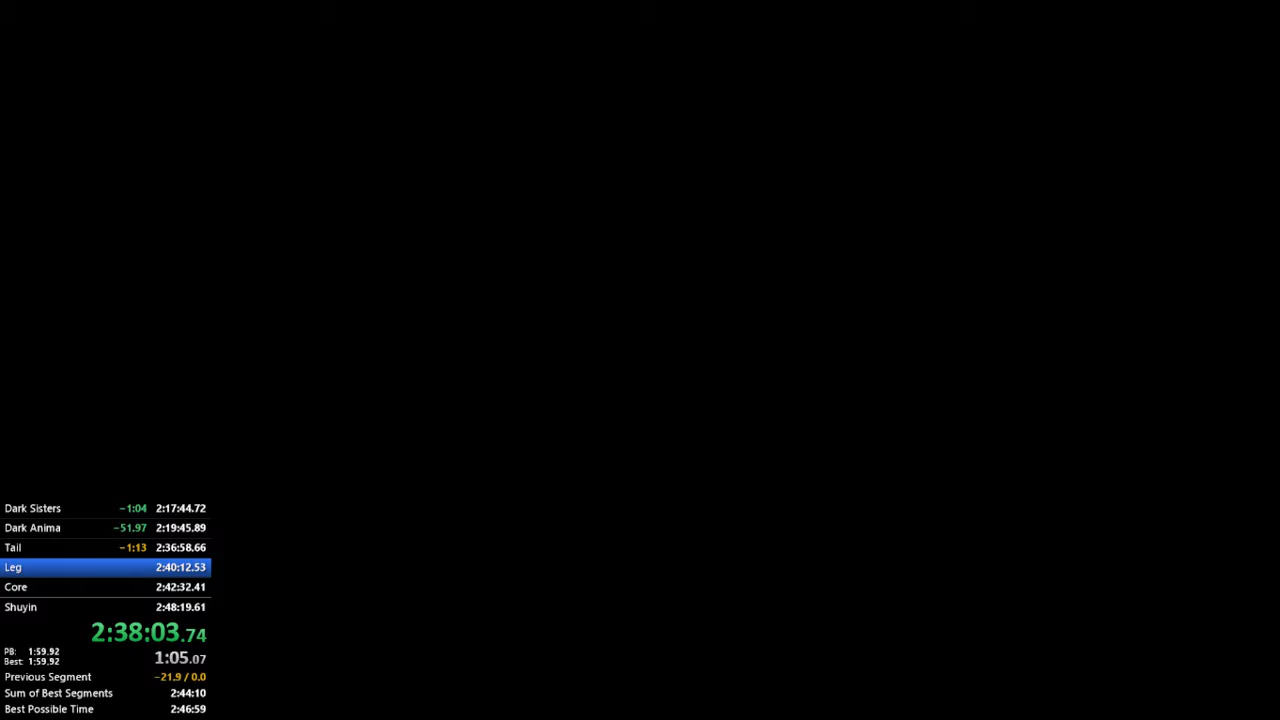 Dark Sisters −1:04 2:17:44.72
Dark Anima −51.97 2:19:45.89
Tail −1:13 2:36:58.66
Leg 2:40:12.53
Core 2:42:32.41
Shuyin 2:48:19.61
2:38:03.74
PB: 1:59.92
Best: 1:59.92
1:05.07
Previous Segment −21.9 / 0.0
Sum of Best Segments 2:44:10
Best Possible Time 2:46:59